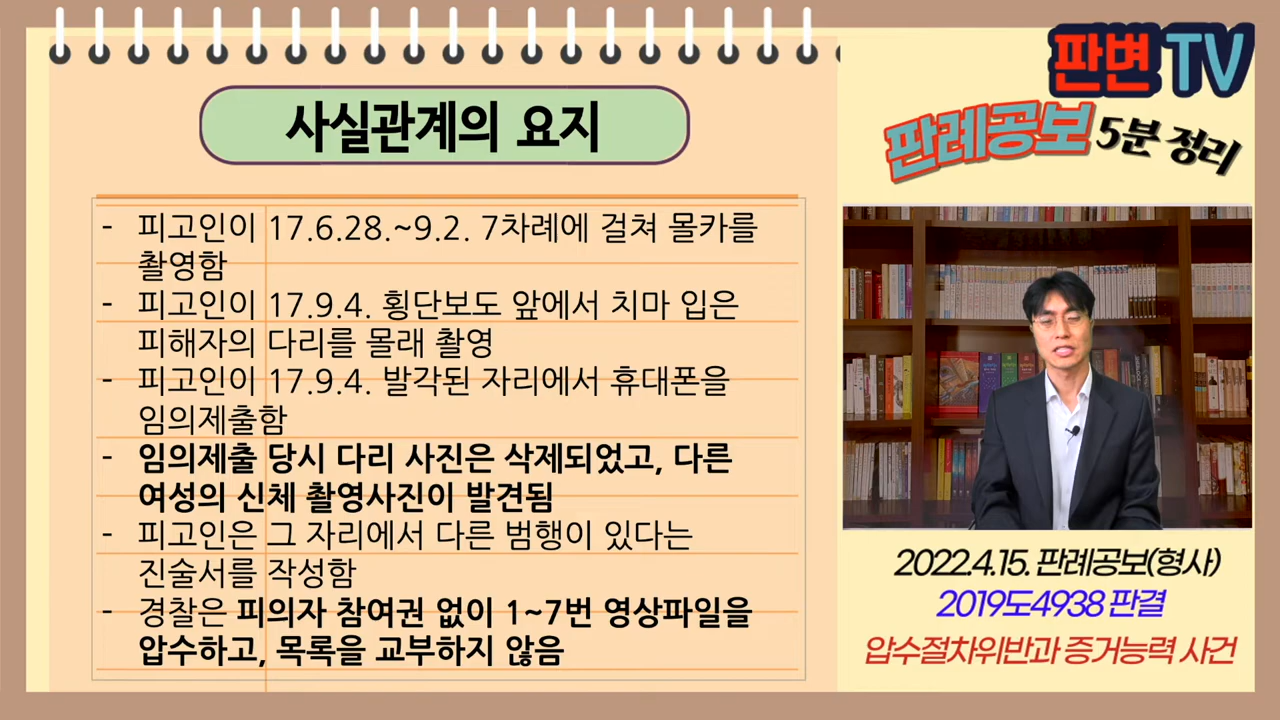 사실관계의 요지
- 피고인이 17.6.28.~9.2. 7차례에 걸쳐 몰카를
촬영함
- 피고인이 17.9.4. 횡단보도 앞에서 치마 입은
피해자의 다리를 몰래 촬영
- 피고인이 17.9.4. 발각된 자리에서 휴대폰을
임의제출함
- 임의제출 당시 다리 사진은 삭제되었고, 다른
여성의 신체 촬영사진이 발견됨
- 피고인은 그 자리에서 다른 범행이 있다는
진술서를 작성함
- 경찰은 피의자 참여권 없이 1~7번 영상파일을
압수하고, 목록을 교부하지 않음
판변 TV
판례공보 5분 정리
2022.4.15. 판례공보(형사)
2019도4938 판결
압수절차위반과 증거능력 사건